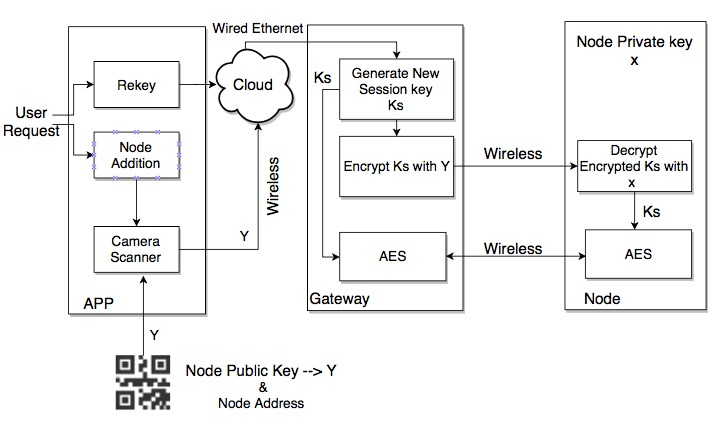 Wired Ethernet
User
Request
Rekey
Node
Addition
Camera
Scanner
APP
Y
Y
Cloud
Wireless
Ks
Generate New
Session key
Ks
Encrypt Ks with Y
AES
Gateway
Wireless
Wireless
Node Private key
x
Decrypt
Encrypted Ks with
x
Ks
AES
Node
Node Public Key --> Y
&
Node Address